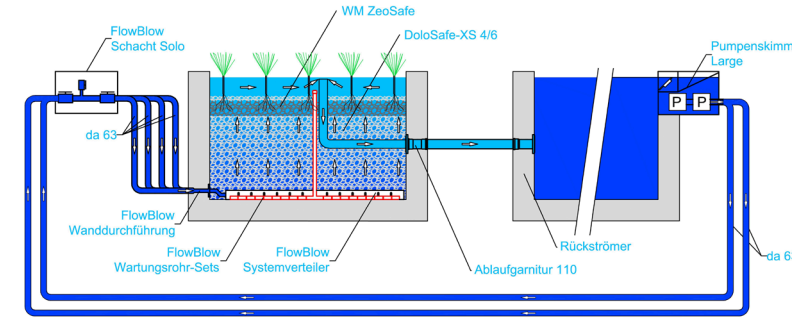 WM ZeoSafe
FlowBlow
Schacht Solo
DoloSafe-XS 4/6
Pumpenskimm
Large
P P
da 63
FlowBlow
Wanddurchführung
FlowBlow
Wartungsrohr-Sets
FlowBlow
Systemverteiler
Rückströmer
da 63
Ablaufgarnitur 110